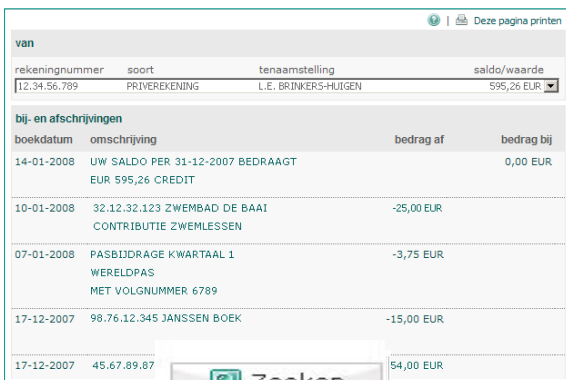 ? | Deze pagina printen
van
rekeningnummer soort tenaamstelling saldo/waarde
12.34.56.789 PRIVEREKENING L.E. BRINKERS-HUIGEN 595,26 EUR
bij- en afschrijvingen
boekdatum omschrijving bedrag af bedrag bij
14-01-2008 UW SALDO PER 31-12-2007 BEDRAAGT 0,00 EUR
EUR 595,26 CREDIT
10-01-2008 32.12.32.123 ZWEMBAD DE BAAI -25,00 EUR
CONTRIBUTIE ZWEMLESSEN
07-01-2008 PASBIJDRAGE KWARTAAL 1 -3,75 EUR
WERELDPAS
MET VOLGNUMMER 6789
17-12-2007 98.76.12.345 JANSSEN BOEK -15,00 EUR
17-12-2007 45.67.89.87 54,00 EUR